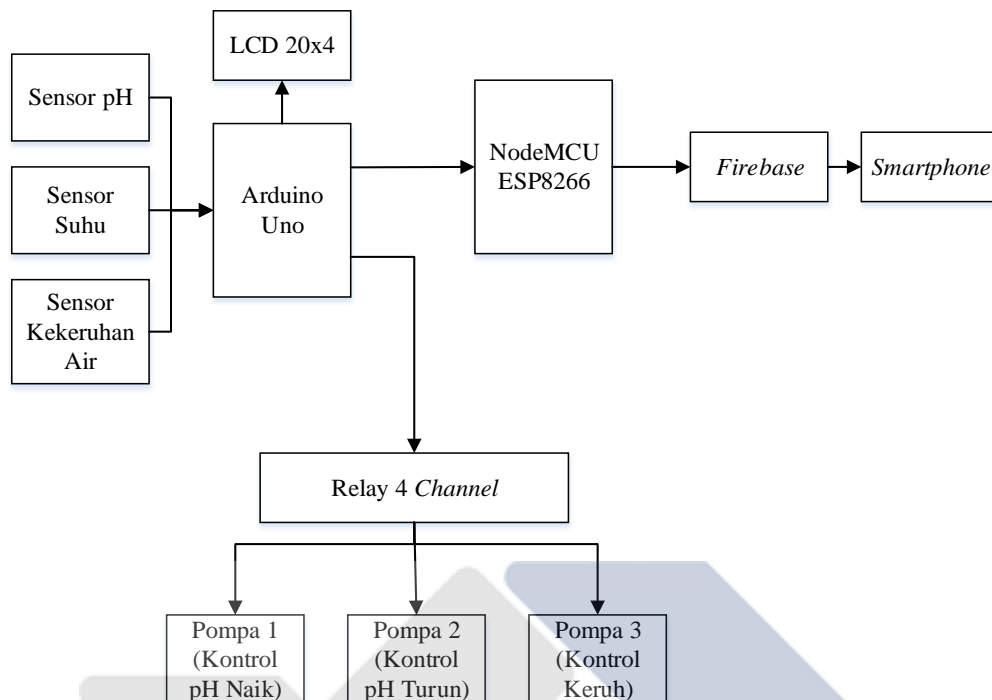 LCD 20x4
Sensor pH
Sensor
Suhu
Sensor
Kekeruhan
Air
Arduino
Uno
NodeMCU
ESP8266
Firebase
Smartphone
Relay 4 Channel
Pompa 1
(Kontrol
pH Naik)
Pompa 2
(Kontrol
pH Turun)
Pompa 3
(Kontrol
Keruh)